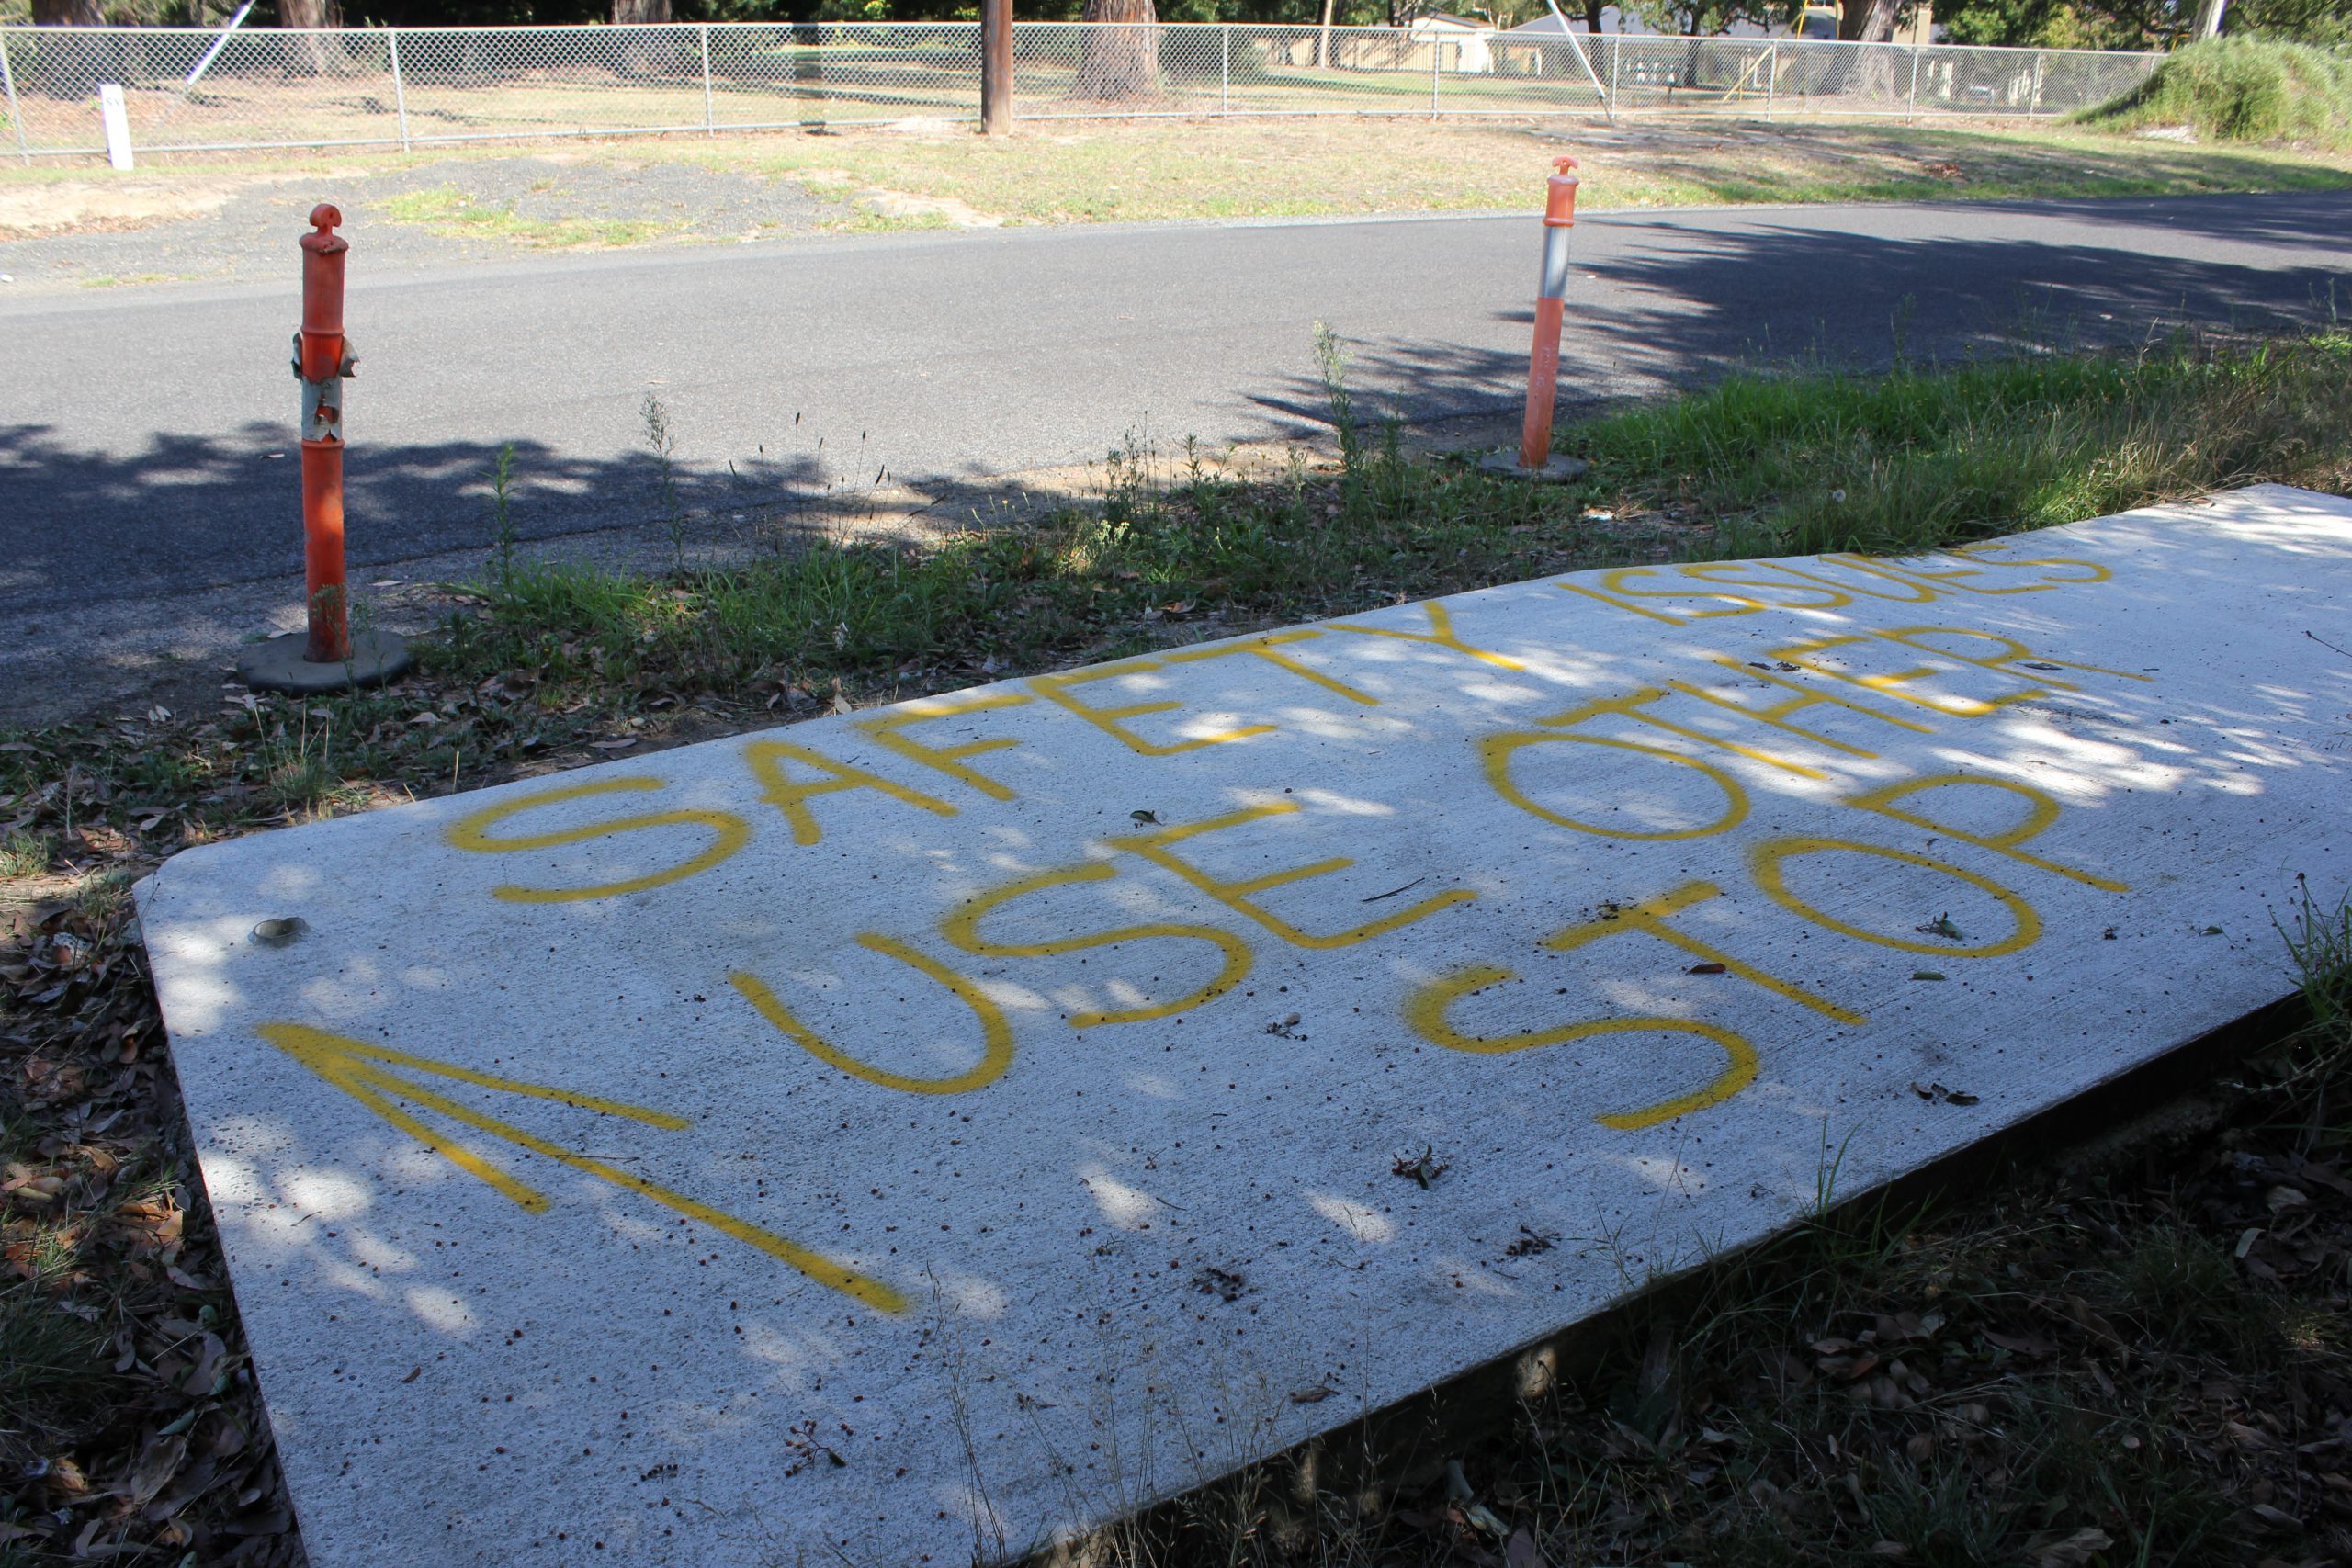 SAFETY ISSUES
USE OTHER
STOP